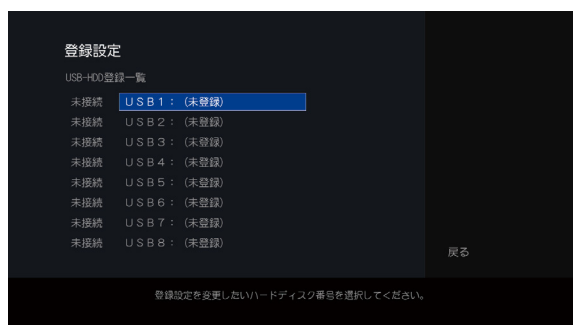 登録設定
USB-HDD登録一覧
未接続 USB1：(未登録)
未接続 USB2：(未登録)
未接続 USB3：(未登録)
未接続 USB4：(未登録)
未接続 USB5：(未登録)
未接続 USB6：(未登録)
未接続 USB7：(未登録)
未接続 USB8：(未登録)
戻る
登録設定を変更したいハードディスク番号を選択してください。